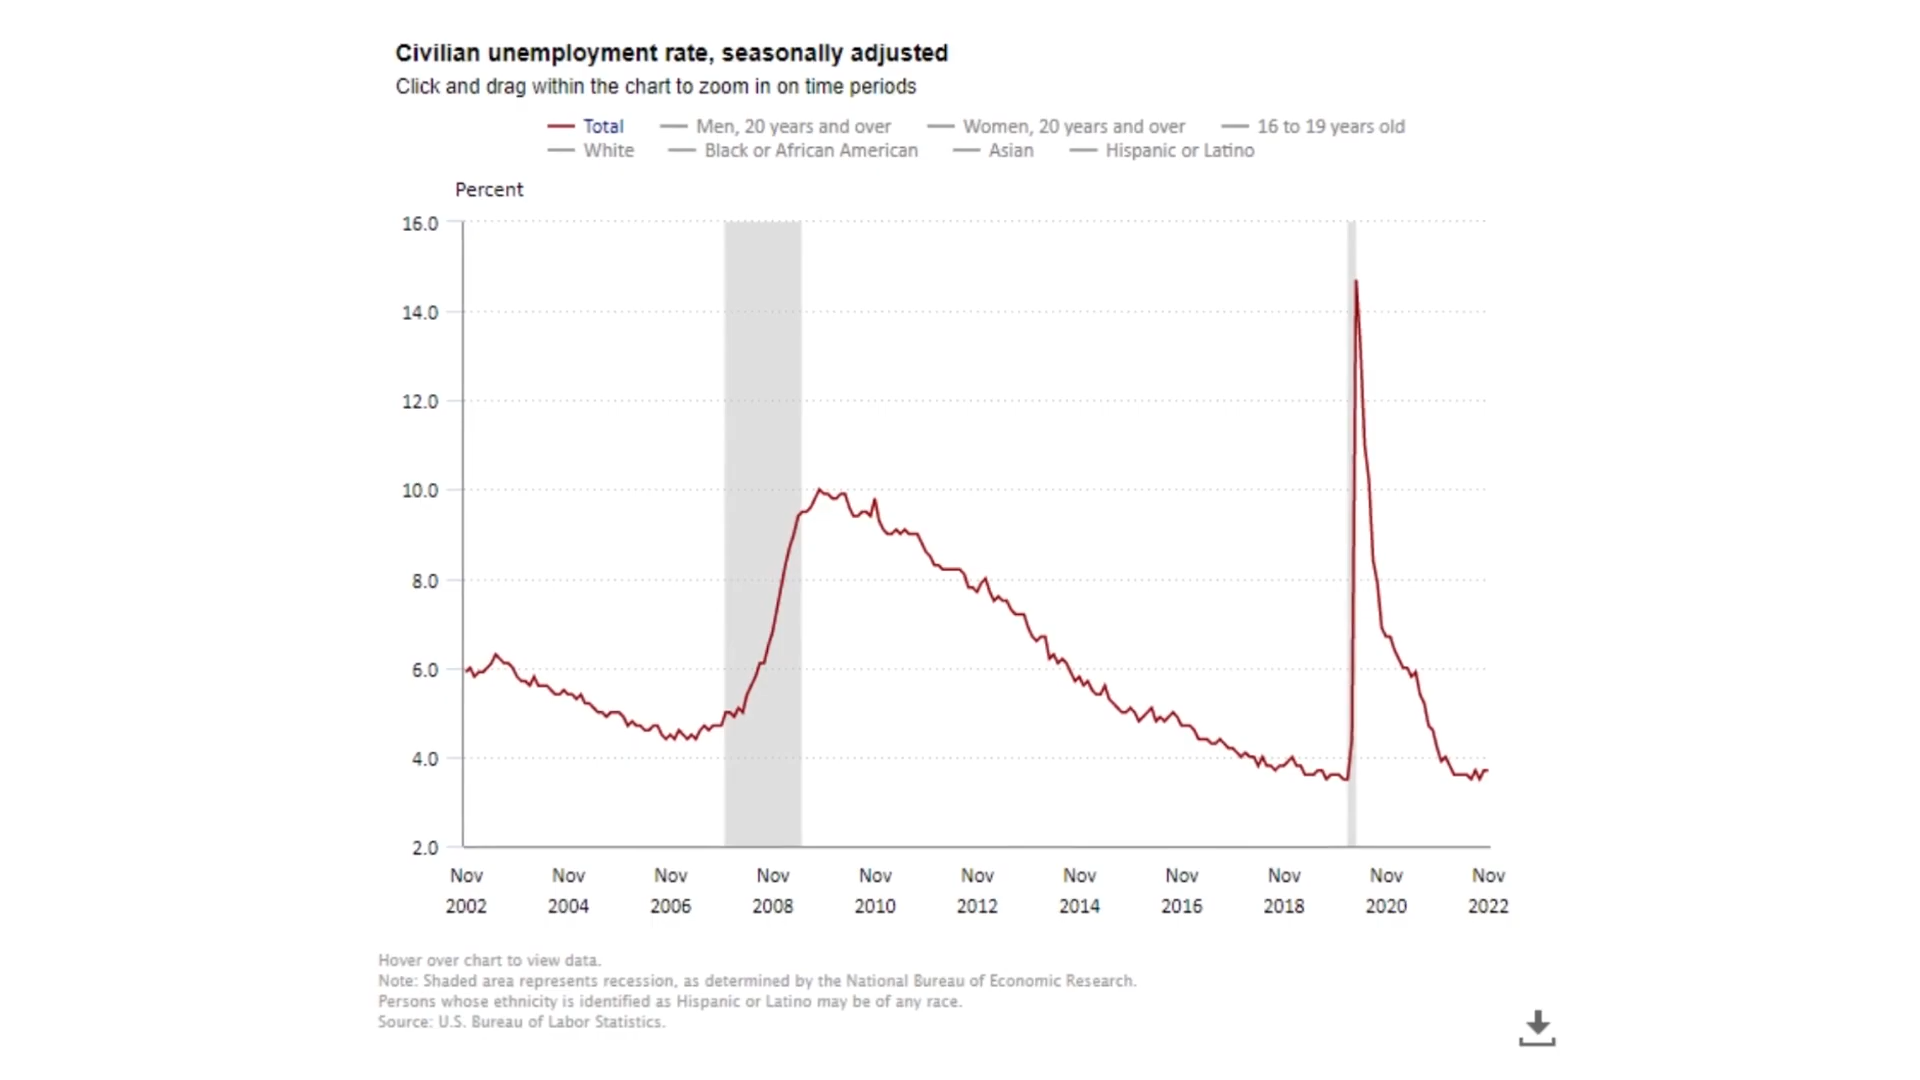 Civilian unemployment rate, seasonally adjusted
Click and drag within the chart to zoom in on time periods
Total Men, 20 years and over Women, 20 years and over 16 to 19 years old
White Black or African American Asian Hispanic or Latino
Percent
16.0
14.0
12.0
10.0
8.0
6.0
4.0
2.0
Nov Nov Nov Nov Nov Nov Nov Nov Nov Nov Nov
2002 2004 2006 2008 2010 2012 2014 2016 2018 2020 2022
Hover over chart to view data.
Note: Shaded area represents recession, as determined by the National Bureau of Economic Research.
Persons whose ethnicity is identified as Hispanic or Latino may be of any race.
Source: U.S. Bureau of Labor Statistics.